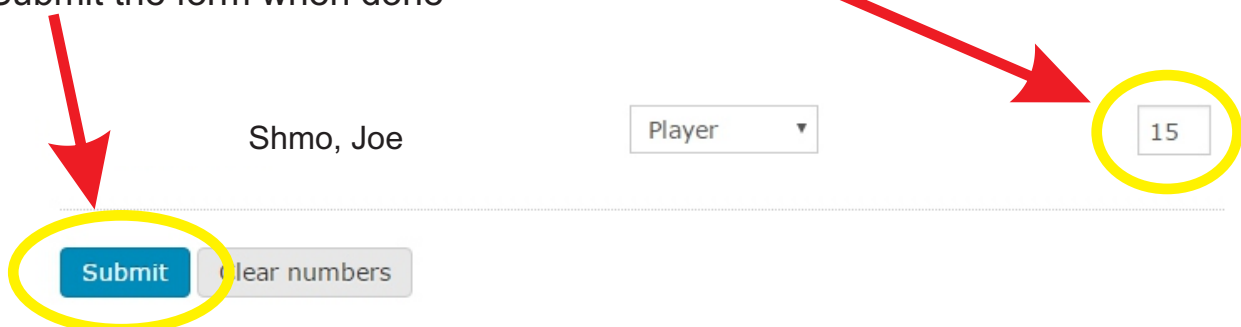 Submit the form when done
Shmo, Joe Player 15
Submit Clear numbers